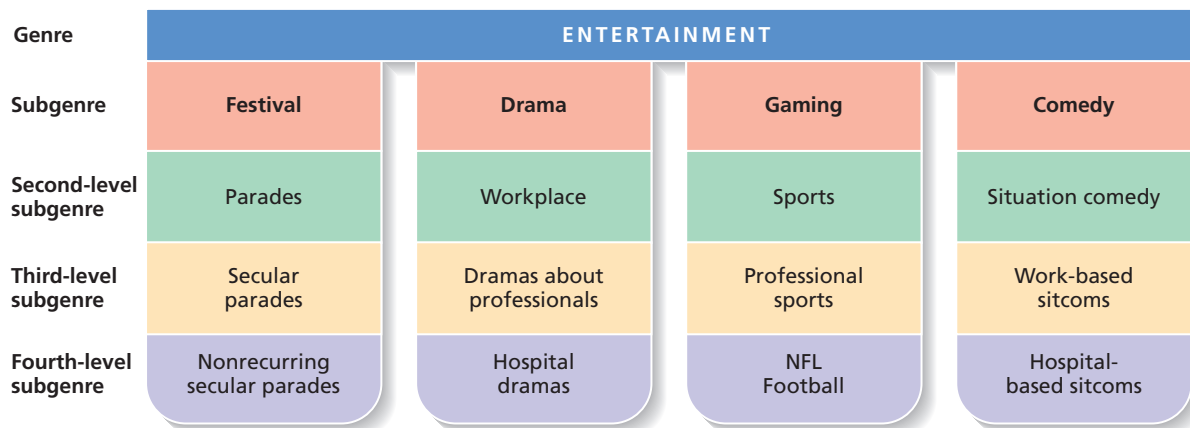 Genre
ENTERTAINMENT
Subgenre
Festival
Drama
Gaming
Comedy
Second-level
subgenre
Parades
Workplace
Sports
Situation comedy
Third-level
subgenre
Secular
parades
Dramas about
professionals
Professional
sports
Work-based
sitcoms
Fourth-level
subgenre
Nonrecurring
secular parades
Hospital
dramas
NFL
Football
Hospital-
based sitcoms